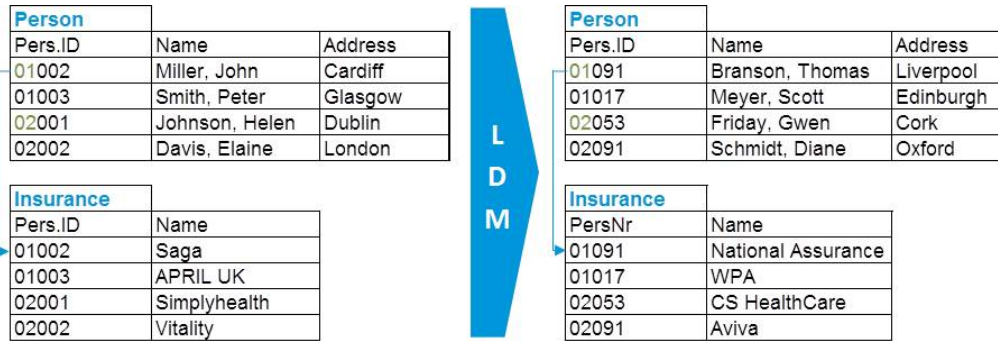 Person
Pers.ID Name Address
01002 Miller, John Cardiff
01003 Smith, Peter Glasgow
02001 Johnson, Helen Dublin
02002 Davis, Elaine London
Insurance
Pers.ID Name
01002 Saga
01003 APRIL UK
02001 Simplyhealth
02002 Vitality
L
D
M
Person
Pers.ID Name Address
01091 Branson, Thomas Liverpool
01017 Meyer, Scott Edinburgh
02053 Friday, Gwen Cork
02091 Schmidt, Diane Oxford
Insurance
PersNr Name
01091 National Assurance
01017 WPA
02053 CS HealthCare
02091 Aviva